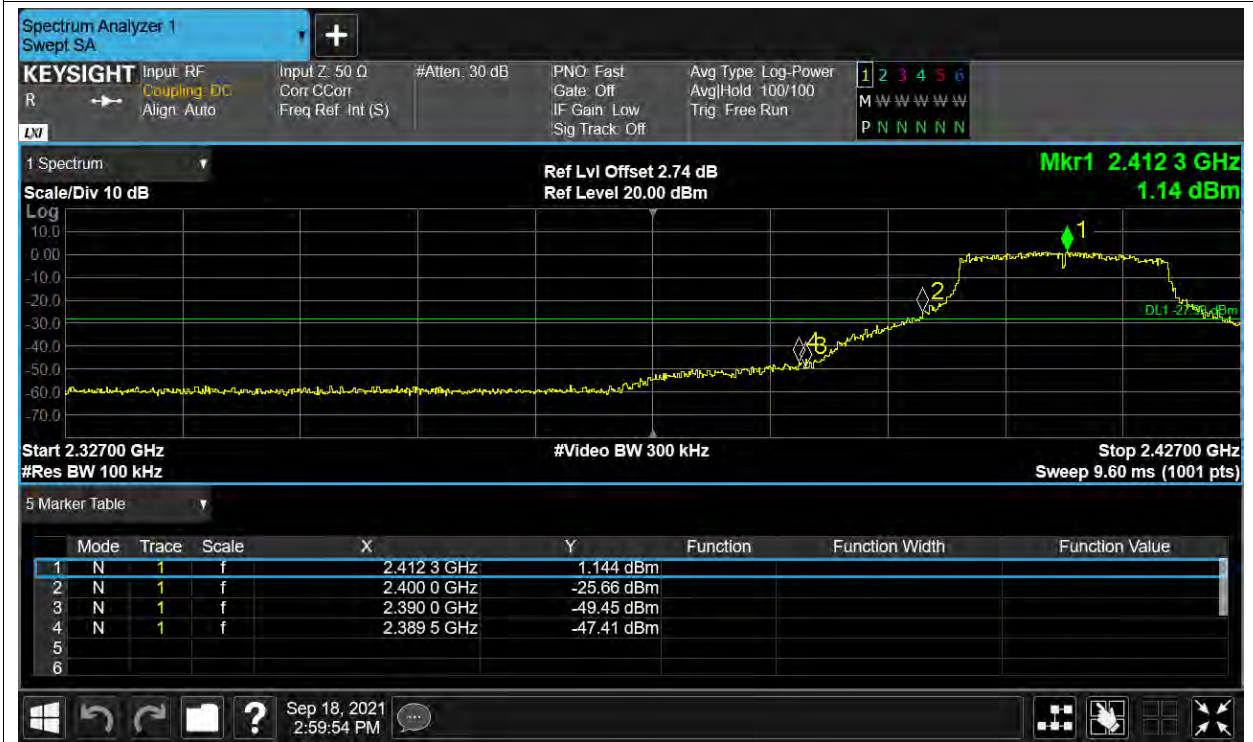 Spectrum Analyzer 1
Swept SA
KEYSIGHT Input: RF Input Z: 50 Ω #Atten: 30 dB PNO: Fast Avg Type: Log-Power 1 2 3 4 5 6
R Coupling: DC Corr CCorr Gate: Off Avg|Hold: 100/100 M W W W W W
Align: Auto Freq Ref: Int (S) IF Gain: Low Trig: Free Run
LXI Sig Track: Off P N N N N N
1 Spectrum Ref Lvl Offset 2.74 dB Mkr1 2.412 3 GHz
Scale/Div 10 dB Ref Level 20.00 dBm 1.14 dBm
Log
10.0 1
0.00
-10.0
-20.0 2
-30.0 DL1 -27.99 dBm
-40.0 4 3
-50.0
-60.0
-70.0
Start 2.32700 GHz #Video BW 300 kHz Stop 2.42700 GHz
#Res BW 100 kHz Sweep 9.60 ms (1001 pts)
5 Marker Table
Mode Trace Scale X Y Function Function Width Function Value
1 N 1 f 2.412 3 GHz 1.144 dBm
2 N 1 f 2.400 0 GHz -25.66 dBm
3 N 1 f 2.390 0 GHz -49.45 dBm
4 N 1 f 2.389 5 GHz -47.41 dBm
5
6
? Sep 18, 2021
2:59:54 PM